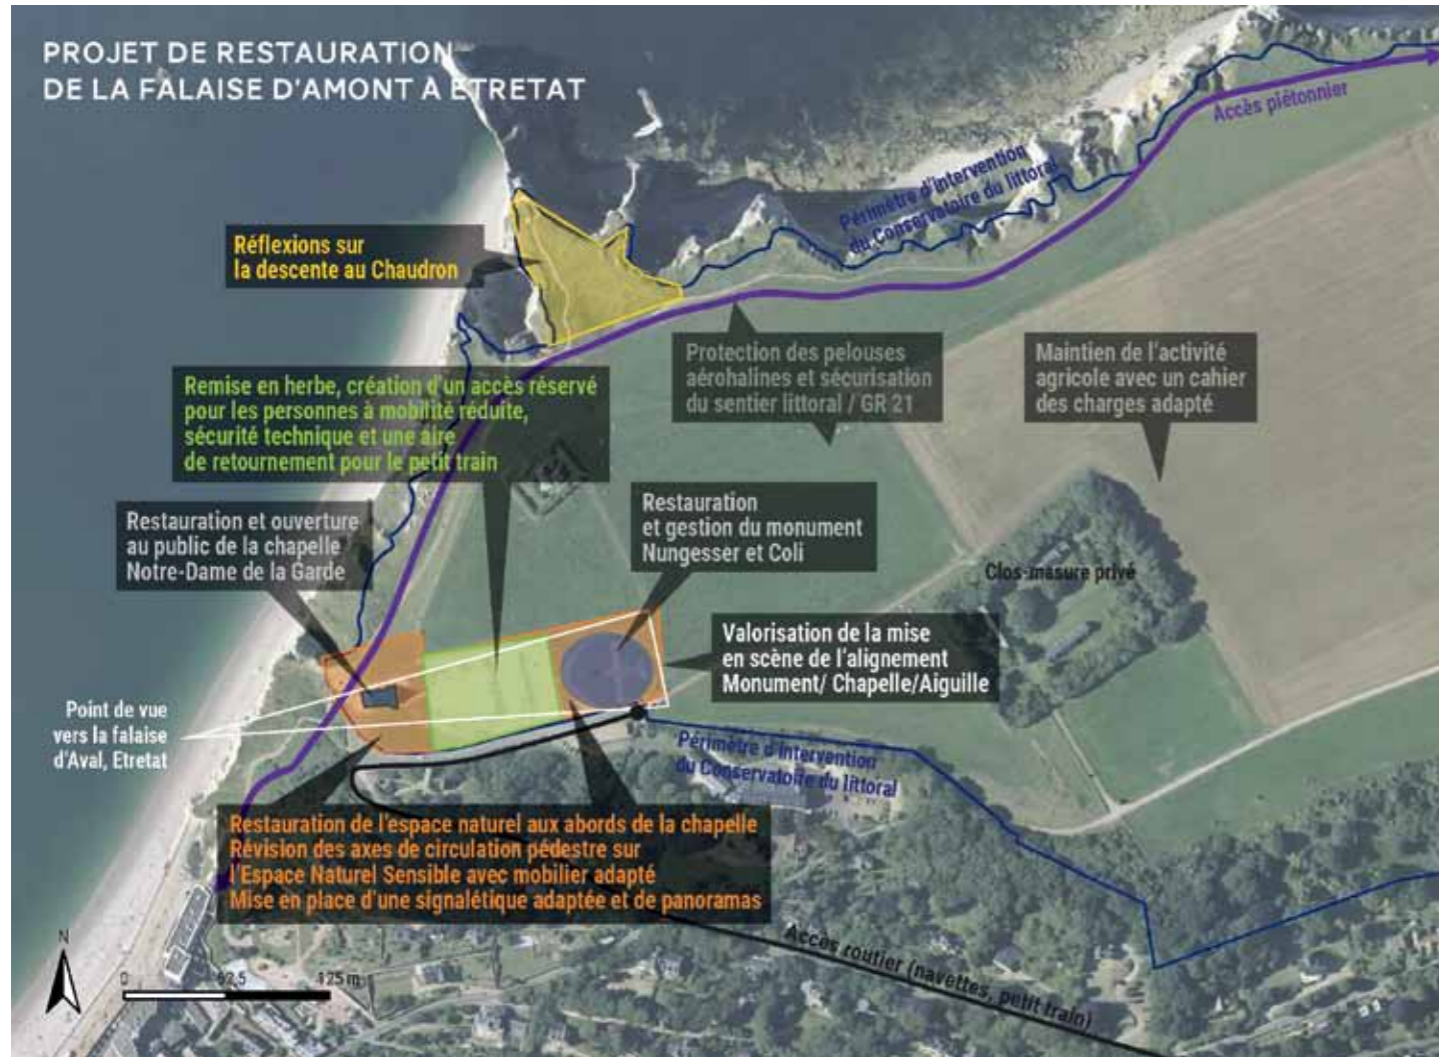 PROJET DE RESTAURATION
DE LA FALAISE D'AMONT À ETRETAT
Accès piétonnier
Périmètre d'intervention
du Conservatoire du littoral
Réflexions sur
la descente au Chaudron
Protection des pelouses
aérohalines et sécurisation
du sentier littoral / GR 21
Maintien de l'activité
agricole avec un cahier
des charges adapté
Remise en herbe, création d'un accès réservé
pour les personnes à mobilité réduite,
sécurité technique et une aire
de retournement pour le petit train
Restauration et ouverture
au public de la chapelle
Notre-Dame de la Garde
Restauration
et gestion du monument
Nungesser et Coli
Clos-masure privé
Valorisation de la mise
en scène de l'alignement
Monument/ Chapelle/Aiguille
Point de vue
vers la falaise
d'Aval, Etretat
Périmètre d'intervention
du Conservatoire du littoral
Restauration de l'espace naturel aux abords de la chapelle
Révision des axes de circulation pédestre sur
l'Espace Naturel Sensible avec mobilier adapté
Mise en place d'une signalétique adaptée et de panoramas
Accès routier (navettes, petit train)
N
0 62,5 125 m